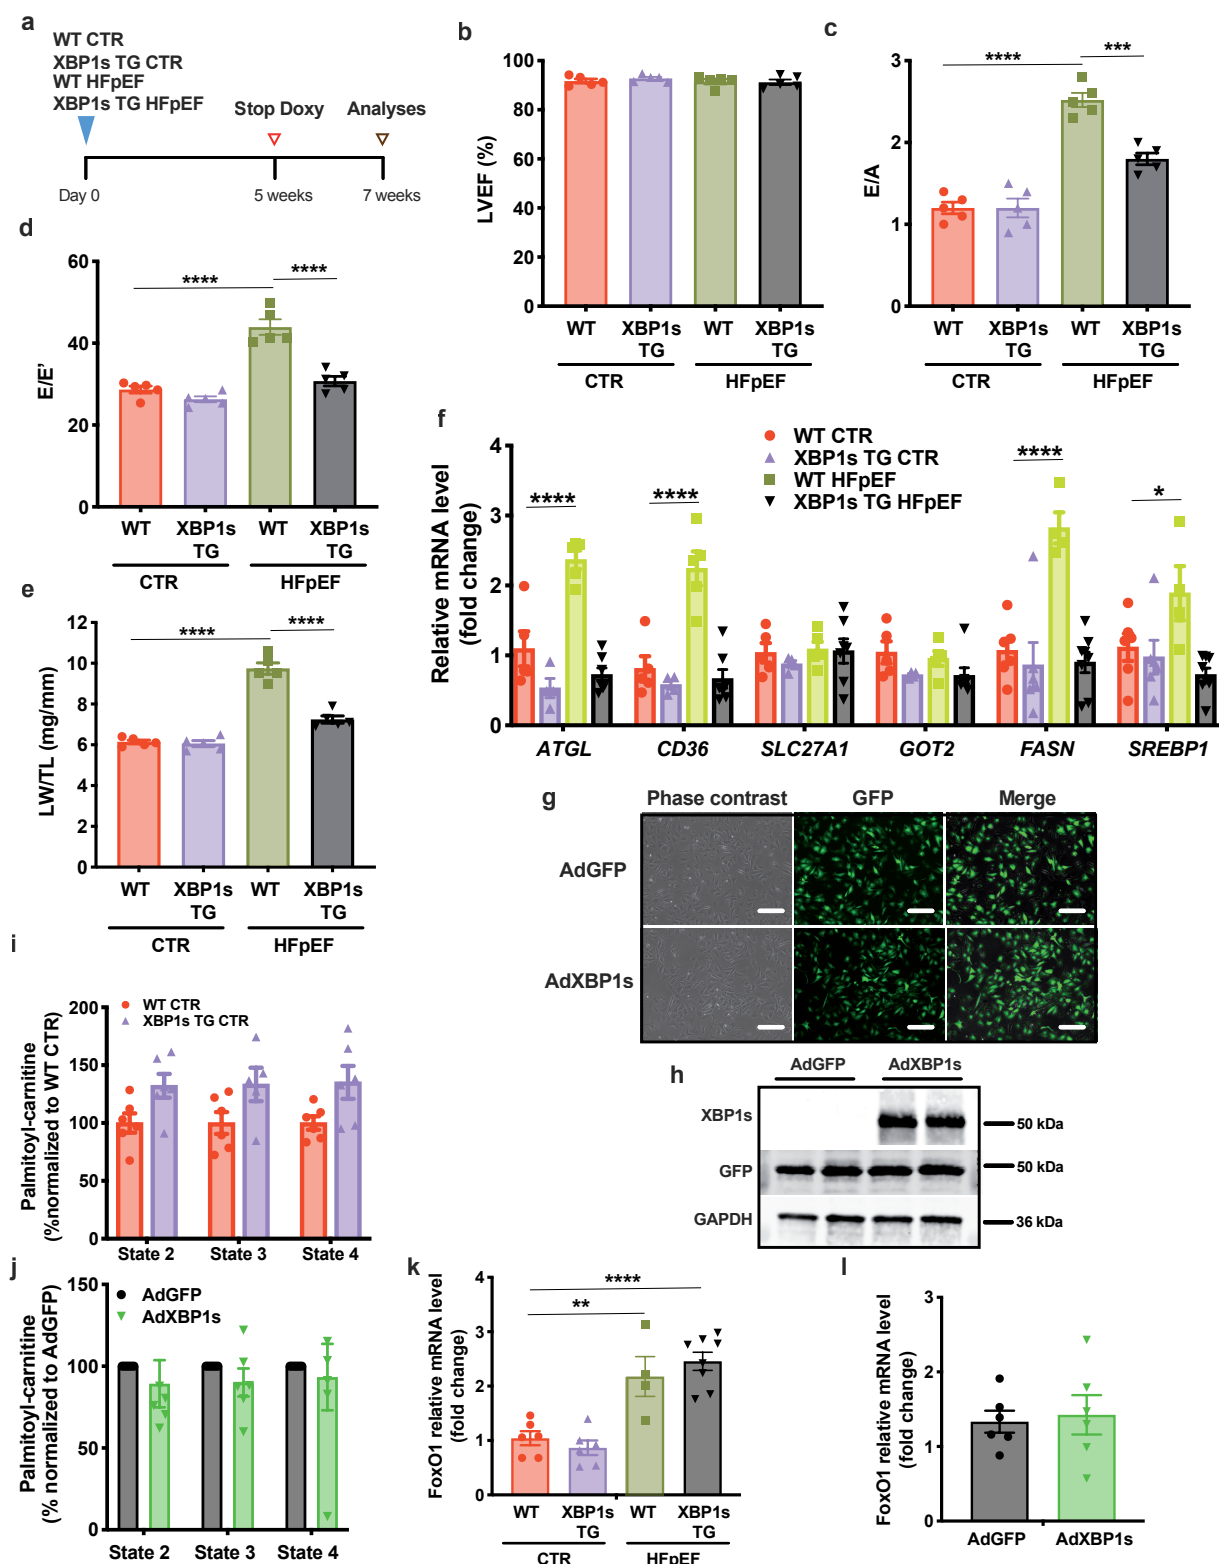 a
WT CTR
XBP1s TG CTR
WT HFpEF
XBP1s TG HFpEF
Stop Doxy
Analyses
Day 0
5 weeks
7 weeks
b
LVEF (%)
100
80
60
40
20
0
WT
XBP1s
TG
WT
XBP1s
TG
CTR
HFpEF
c
E/A
3
2
1
0
****
***
WT
XBP1s
TG
WT
XBP1s
TG
CTR
HFpEF
d
E/E'
60
40
20
0
****
****
WT
XBP1s
TG
WT
XBP1s
TG
CTR
HFpEF
e
LW/TL (mg/mm)
12
10
8
6
4
2
0
****
****
WT
XBP1s
TG
WT
XBP1s
TG
CTR
HFpEF
f
Relative mRNA level
(fold change)
4
3
2
1
0
WT CTR
XBP1s TG CTR
WT HFpEF
XBP1s TG HFpEF
****
****
****
*
ATGL
CD36
SLC27A1
GOT2
FASN
SREBP1
g
Phase contrast
GFP
Merge
AdGFP
AdXBP1s
h
AdGFP
AdXBP1s
XBP1s
50 kDa
GFP
50 kDa
GAPDH
36 kDa
i
Palmitoyl-carnitine
(%normalized to WT CTR)
200
150
100
50
0
WT CTR
XBP1s TG CTR
State 2
State 3
State 4
j
Palmitoyl-carnitine
(% normalized to AdGFP)
150
100
50
0
AdGFP
AdXBP1s
State 2
State 3
State 4
k
FoxO1 relative mRNA level
(fold change)
4
3
2
1
0
****
**
WT
XBP1s
TG
WT
XBP1s
TG
CTR
HFpEF
l
FoxO1 relative mRNA level
(fold change)
3
2
1
0
AdGFP
AdXBP1s